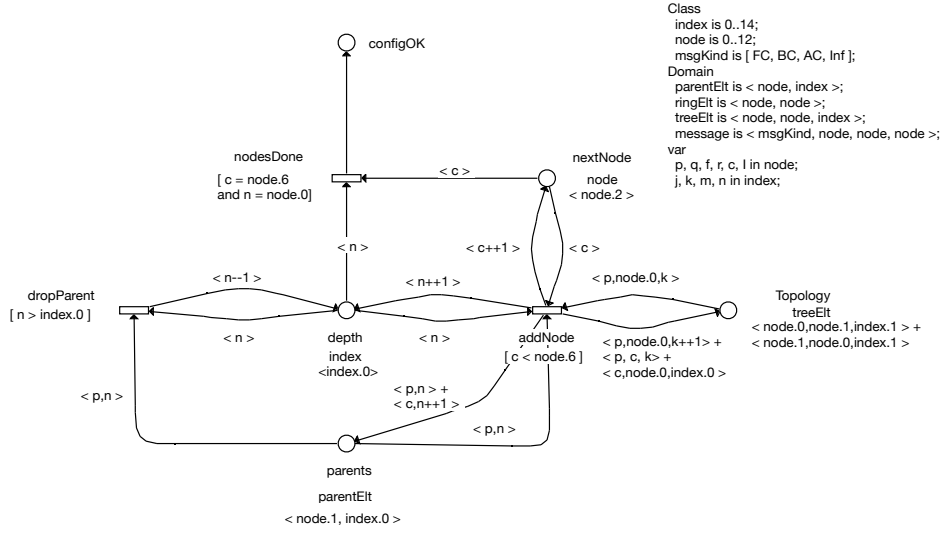 Class
index is 0..14;
node is 0..12;
msgKind is [ FC, BC, AC, Inf ];
Domain
parentElt is < node, index >;
ringElt is < node, node >;
treeElt is < node, node, index >;
message is < msgKind, node, node, node >;
var
p, q, f, r, c, l in node;
j, k, m, n in index;
configOK
nodesDone
[ c = node.6
and n = node.0]
< c >
nextNode
node
< node.2 >
< n >
< c++1 >
< c >
dropParent
[ n > index.0 ]
< n--1 >
< n >
depth
index
<index.0>
< n++1 >
< n >
addNode
[ c < node.6 ]
< p,node.0,k >
< p,node.0,k++1> +
< p, c, k> +
< c,node.0,index.0 >
Topology
treeElt
< node.0,node.1,index.1 > +
< node.1,node.0,index.1 >
< p,n >
< p,n > +
< c,n++1 >
< p,n >
parents
parentElt
< node.1, index.0 >